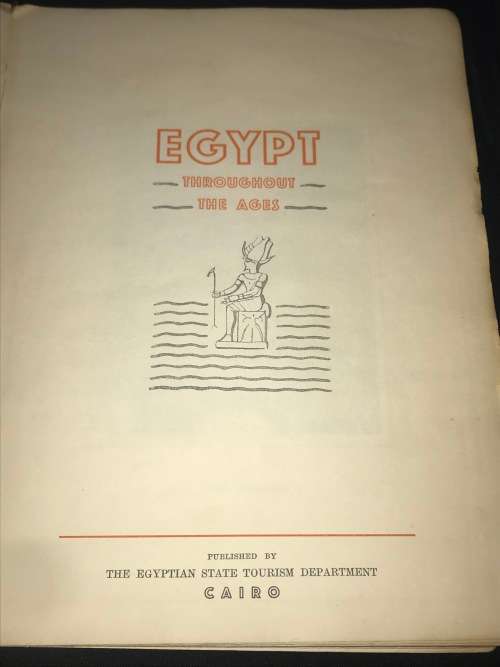 EGYPT
THROUGHOUT
THE AGES
PUBLISHED BY
THE EGYPTIAN STATE TOURISM DEPARTMENT
CAIRO